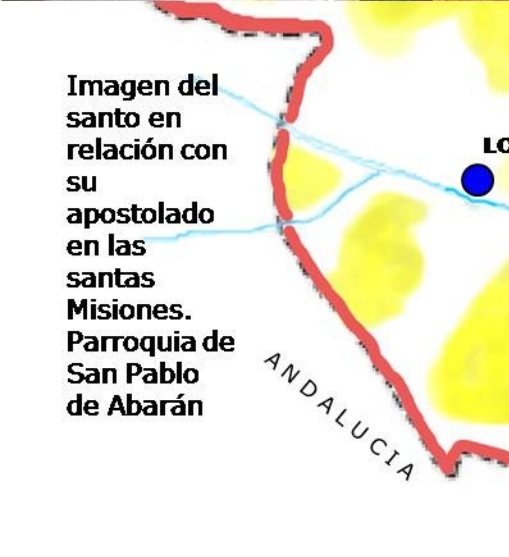 Imagen del
santo en
relación con
su
apostolado
en las
santas
Misiones.
Parroquia de
San Pablo
de Abarán
LO
ANDALUCIA